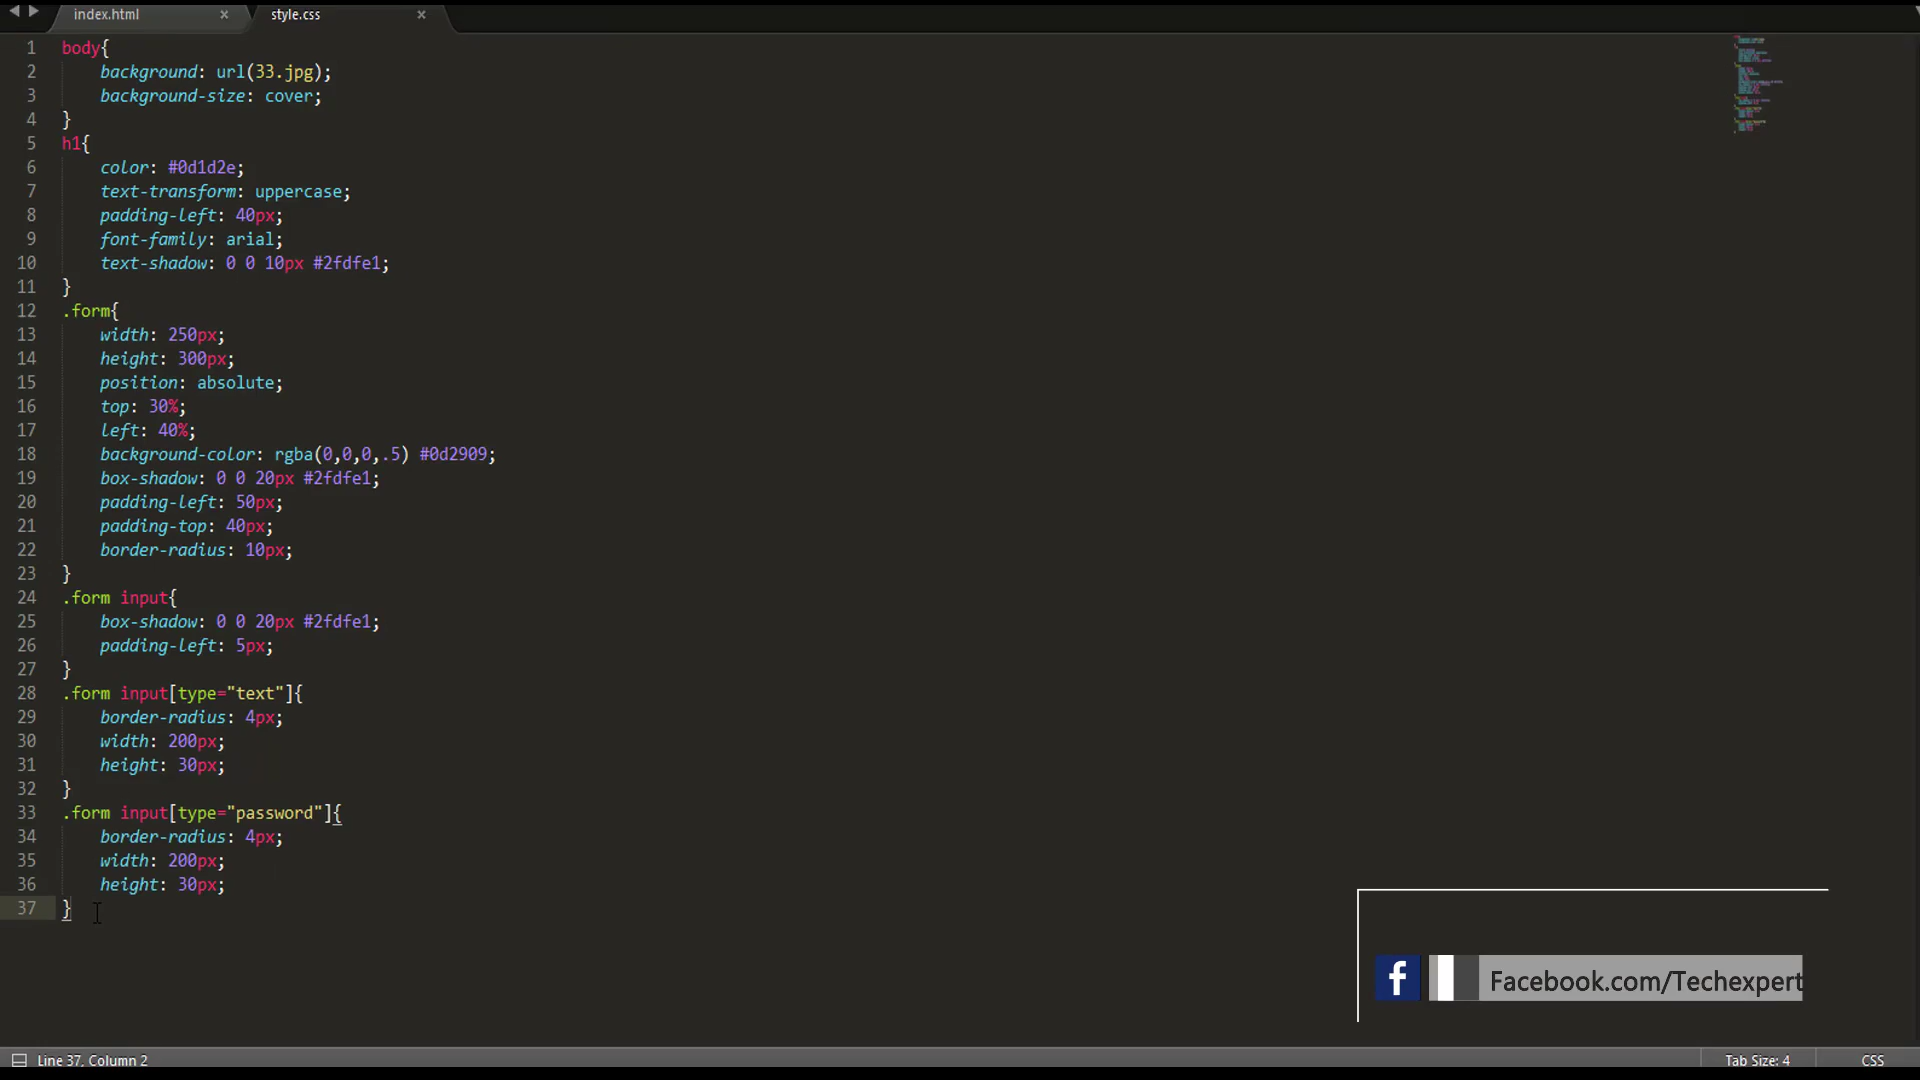 index.html × style.css ×
1 body{
2 background: url(33.jpg);
3 background-size: cover;
4 }
5 h1{
6 color: #0d1d2e;
7 text-transform: uppercase;
8 padding-left: 40px;
9 font-family: arial;
10 text-shadow: 0 0 10px #2fdfe1;
11 }
12 .form{
13 width: 250px;
14 height: 300px;
15 position: absolute;
16 top: 30%;
17 left: 40%;
18 background-color: rgba(0,0,0,.5) #0d2909;
19 box-shadow: 0 0 20px #2fdfe1;
20 padding-left: 50px;
21 padding-top: 40px;
22 border-radius: 10px;
23 }
24 .form input{
25 box-shadow: 0 0 20px #2fdfe1;
26 padding-left: 5px;
27 }
28 .form input[type="text"]{
29 border-radius: 4px;
30 width: 200px;
31 height: 30px;
32 }
33 .form input[type="password"]{
34 border-radius: 4px;
35 width: 200px;
36 height: 30px;
37 }
f Facebook.com/Techexpert
Line 37, Column 2 Tab Size: 4 CSS